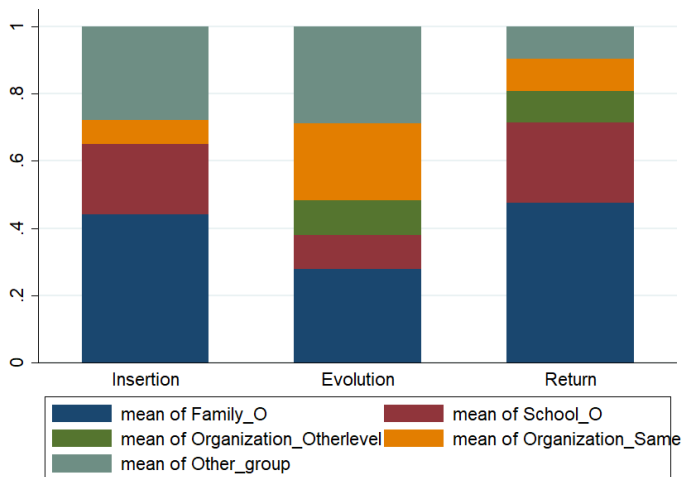 1
.8
.6
.4
.2
0
Insertion Evolution Return
mean of Family_O mean of School_O
mean of Organization_Otherlevel mean of Organization_Same
mean of Other_group